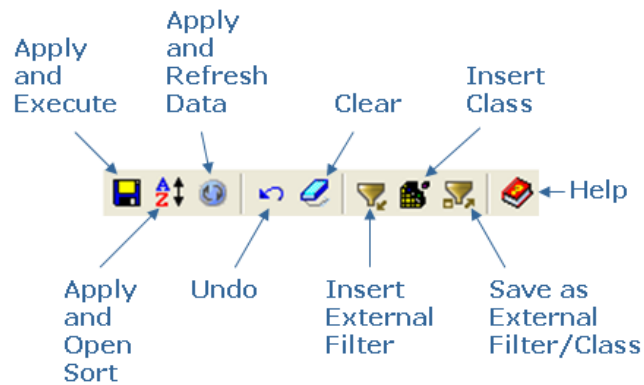 Apply
and
Execute
Apply
and
Refresh
Data
Clear
Insert
Class
Help
Apply
and
Open
Sort
Undo
Insert
External
Filter
Save as
External
Filter/Class